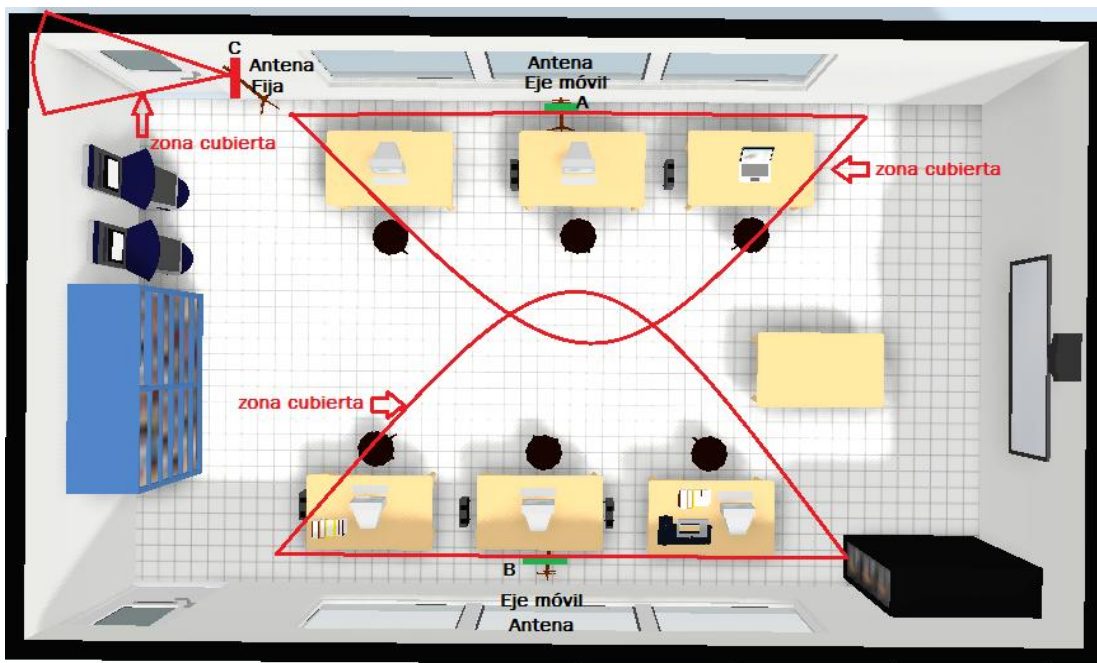 C
Antena
Fija
Antena
Eje móvil
A
zona cubierta
zona cubierta
zona cubierta
B
Eje móvil
Antena